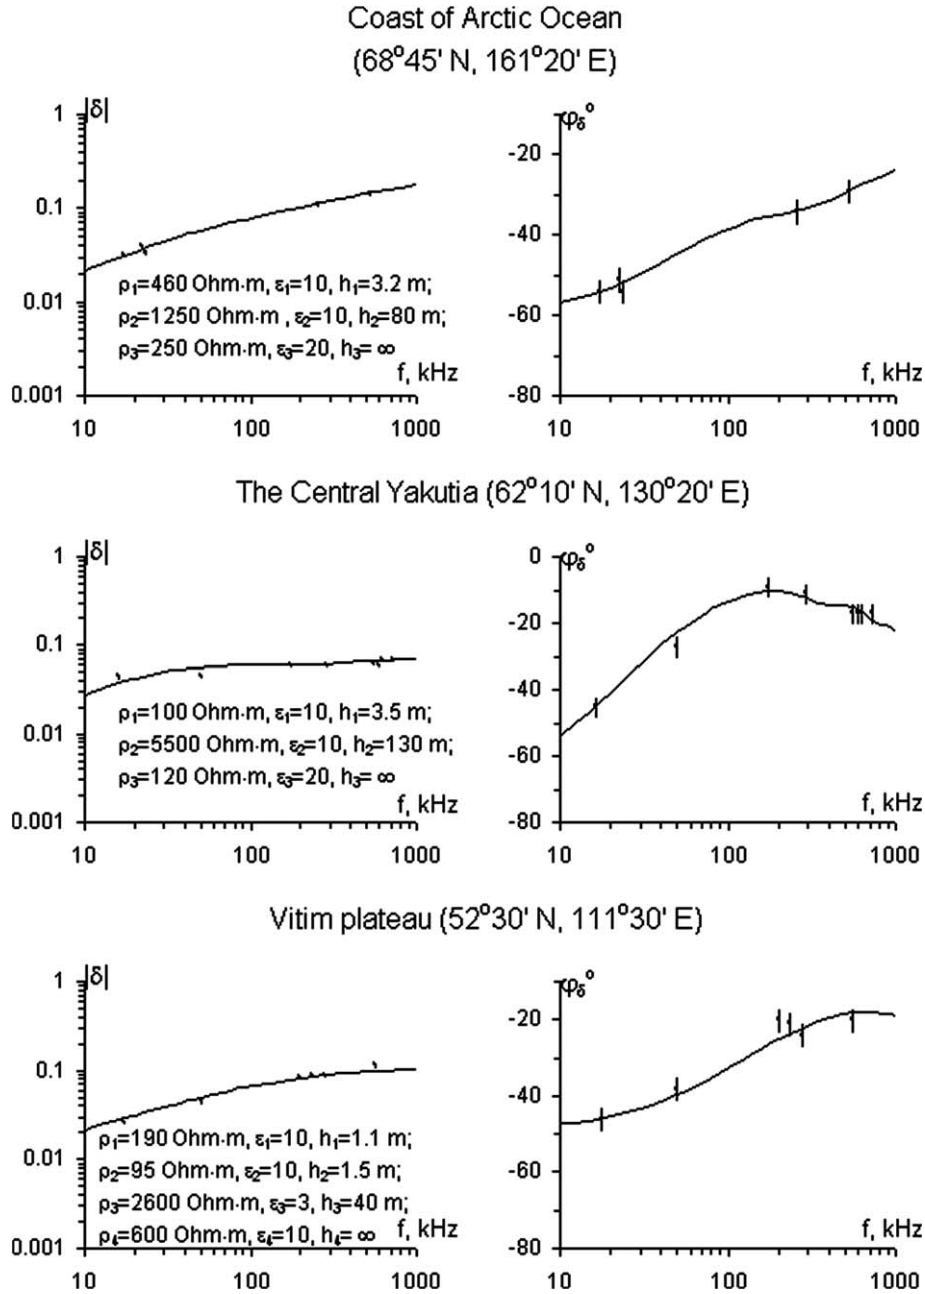 Coast of Arctic Ocean
(68°45' N, 161°20' E)
|δ|
φδ°
1
0.1
0.01
0.001
-20
-40
-60
-80
ρ₁=460 Ohm·m, ε₁=10, h₁=3.2 m;
ρ₂=1250 Ohm·m , ε₂=10, h₂=80 m;
ρ₃=250 Ohm·m, ε₃=20, h₃= ∞
f, kHz
f, kHz
10 100 1000
10 100 1000
The Central Yakutia (62°10' N, 130°20' E)
|δ|
φδ°
1
0.1
0.01
0.001
0
-20
-40
-60
-80
ρ₁=100 Ohm·m, ε₁=10, h₁=3.5 m;
ρ₂=5500 Ohm·m, ε₂=10, h₂=130 m;
ρ₃=120 Ohm·m, ε₃=20, h₃= ∞
f, kHz
f, kHz
10 100 1000
10 100 1000
Vitim plateau (52°30' N, 111°30' E)
|δ|
φδ°
1
0.1
0.01
0.001
-20
-40
-60
-80
ρ₁=190 Ohm·m, ε₁=10, h₁=1.1 m;
ρ₂=95 Ohm·m, ε₂=10, h₂=1.5 m;
ρ₃=2600 Ohm·m, ε₃=3, h₃=40 m;
ρ₄=600 Ohm·m, ε₄=10, h₄= ∞
f, kHz
f, kHz
10 100 1000
10 100 1000